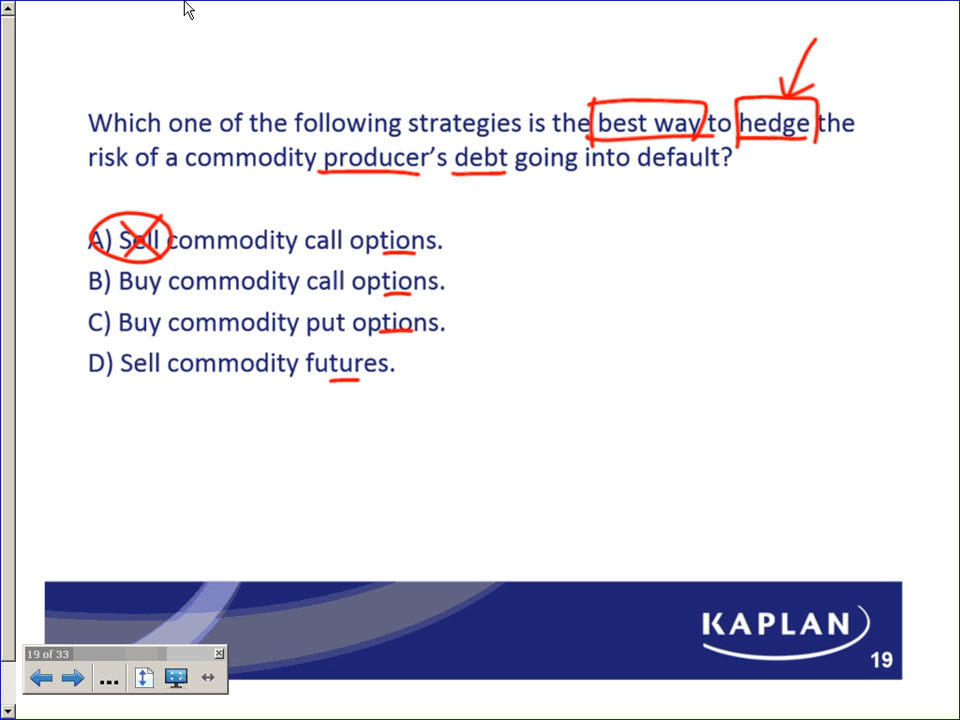 Which one of the following strategies is the best way to hedge the
risk of a commodity producer's debt going into default?
A) Sell commodity call options.
B) Buy commodity call options.
C) Buy commodity put options.
D) Sell commodity futures.
KAPLAN
19
19 of 33
...